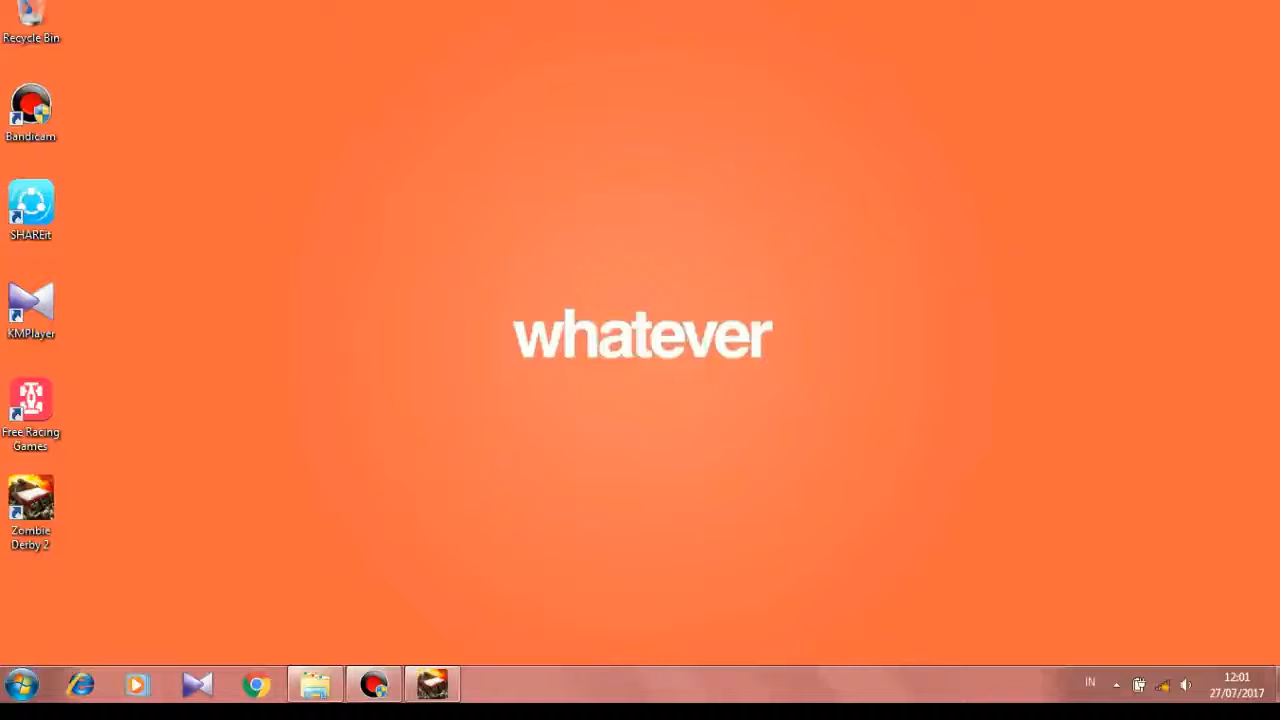 Recycle Bin
Bandicam
SHAREit
KMPlayer
Free Racing
Games
Zombie
Derby 2
whatever
IN
12:01
27/07/2017